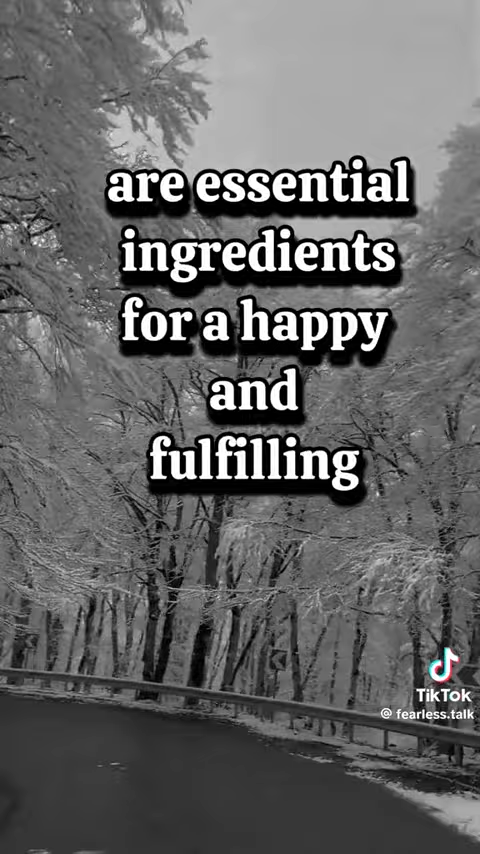 are essential
ingredients
for a happy
and
fulfilling
TikTok
@ fearless.talk